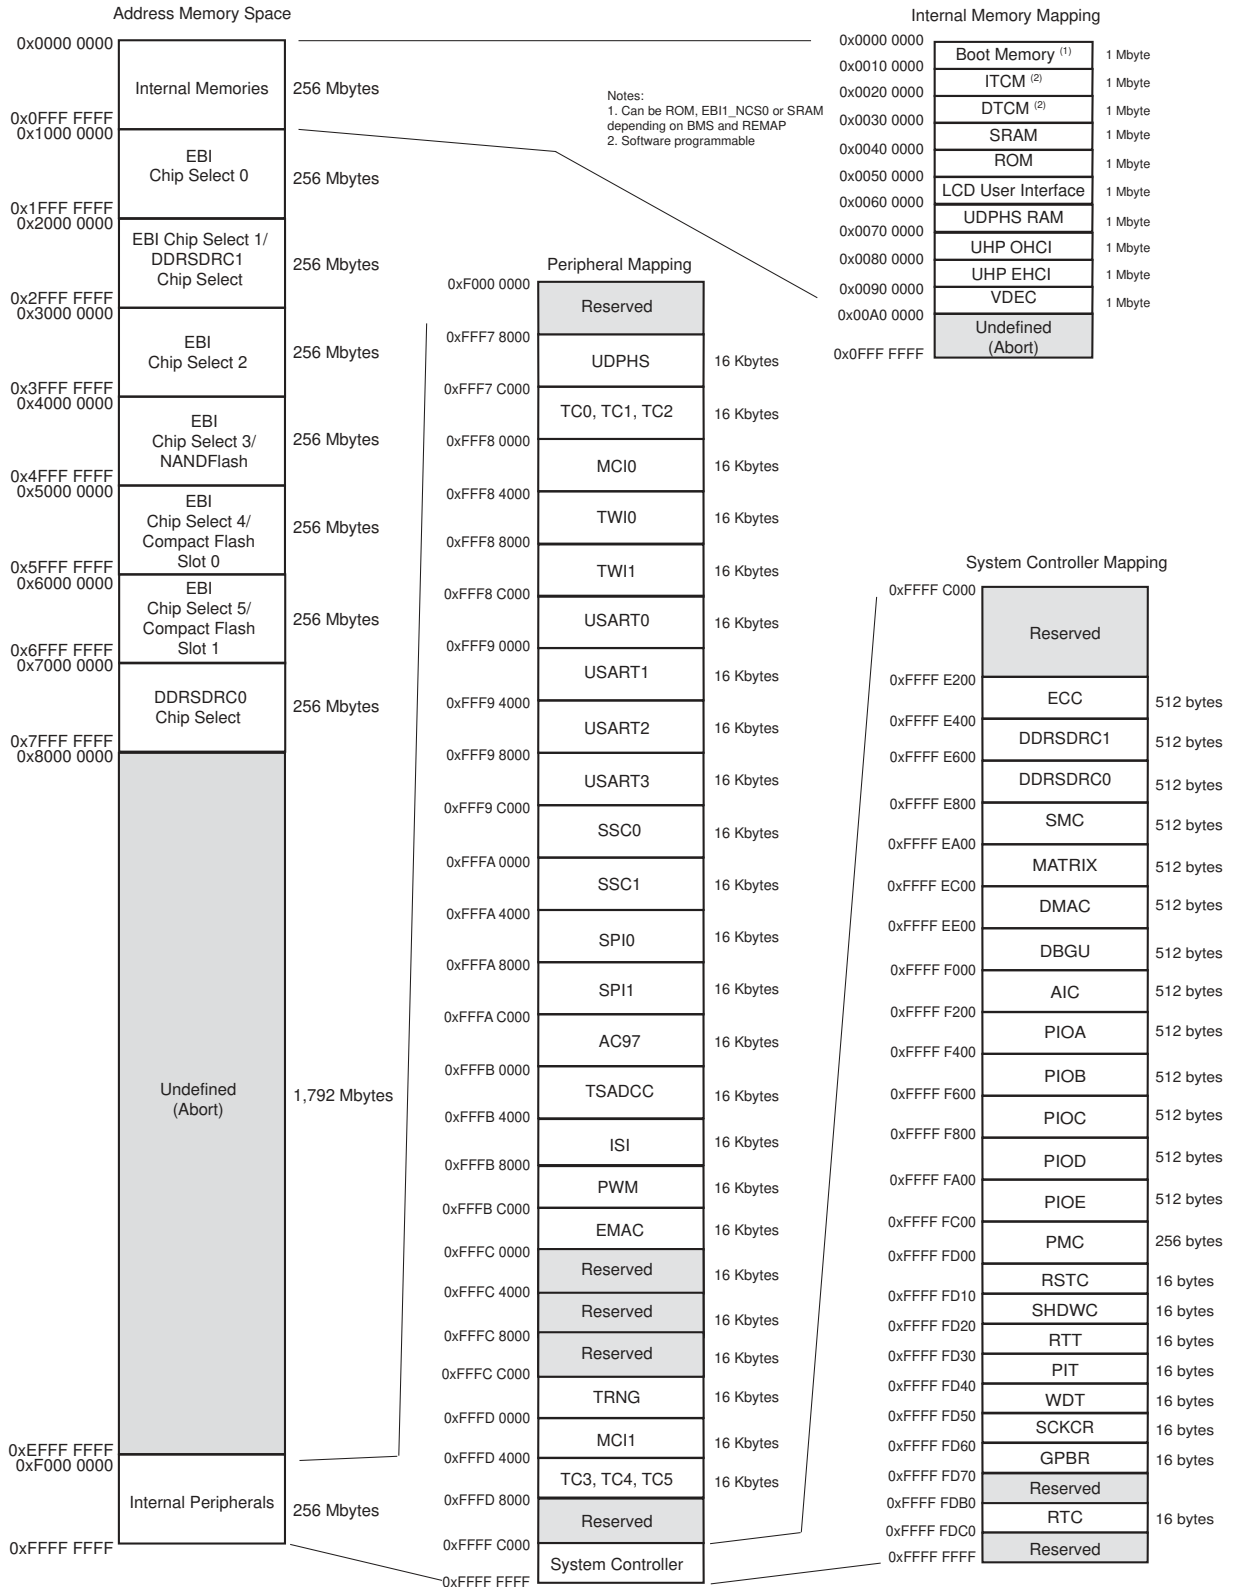 Address Memory Space
0x0000 0000
Internal Memories
256 Mbytes
0x0FFF FFFF
0x1000 0000
EBI
Chip Select 0
256 Mbytes
0x1FFF FFFF
0x2000 0000
EBI Chip Select 1/
DDRSDRC1
Chip Select
256 Mbytes
0x2FFF FFFF
0x3000 0000
EBI
Chip Select 2
256 Mbytes
0x3FFF FFFF
0x4000 0000
EBI
Chip Select 3/
NANDFlash
256 Mbytes
0x4FFF FFFF
0x5000 0000
EBI
Chip Select 4/
Compact Flash
Slot 0
256 Mbytes
0x5FFF FFFF
0x6000 0000
EBI
Chip Select 5/
Compact Flash
Slot 1
256 Mbytes
0x6FFF FFFF
0x7000 0000
DDRSDRC0
Chip Select
256 Mbytes
0x7FFF FFFF
0x8000 0000
Undefined
(Abort)
1,792 Mbytes
0xEFFF FFFF
0xF000 0000
Internal Peripherals
256 Mbytes
0xFFFF FFFF
Notes:
1. Can be ROM, EBI1_NCS0 or SRAM
depending on BMS and REMAP
2. Software programmable
Peripheral Mapping
0xF000 0000
Reserved
0xFFF7 8000
UDPHS 16 Kbytes
0xFFF7 C000
TC0, TC1, TC2 16 Kbytes
0xFFF8 0000
MCI0 16 Kbytes
0xFFF8 4000
TWI0 16 Kbytes
0xFFF8 8000
TWI1 16 Kbytes
0xFFF8 C000
USART0 16 Kbytes
0xFFF9 0000
USART1 16 Kbytes
0xFFF9 4000
USART2 16 Kbytes
0xFFF9 8000
USART3 16 Kbytes
0xFFF9 C000
SSC0 16 Kbytes
0xFFFA 0000
SSC1 16 Kbytes
0xFFFA 4000
SPI0 16 Kbytes
0xFFFA 8000
SPI1 16 Kbytes
0xFFFA C000
AC97 16 Kbytes
0xFFFB 0000
TSADCC 16 Kbytes
0xFFFB 4000
ISI 16 Kbytes
0xFFFB 8000
PWM 16 Kbytes
0xFFFB C000
EMAC 16 Kbytes
0xFFFC 0000
Reserved 16 Kbytes
0xFFFC 4000
Reserved 16 Kbytes
0xFFFC 8000
Reserved 16 Kbytes
0xFFFC C000
TRNG 16 Kbytes
0xFFFD 0000
MCI1 16 Kbytes
0xFFFD 4000
TC3, TC4, TC5 16 Kbytes
0xFFFD 8000
Reserved
0xFFFF C000
System Controller
0xFFFF FFFF
Internal Memory Mapping
0x0000 0000
Boot Memory (1) 1 Mbyte
0x0010 0000
ITCM (2) 1 Mbyte
0x0020 0000
DTCM (2) 1 Mbyte
0x0030 0000
SRAM 1 Mbyte
0x0040 0000
ROM 1 Mbyte
0x0050 0000
LCD User Interface 1 Mbyte
0x0060 0000
UDPHS RAM 1 Mbyte
0x0070 0000
UHP OHCI 1 Mbyte
0x0080 0000
UHP EHCI 1 Mbyte
0x0090 0000
VDEC 1 Mbyte
0x00A0 0000
Undefined
(Abort)
0x0FFF FFFF
System Controller Mapping
0xFFFF C000
Reserved
0xFFFF E200
ECC 512 bytes
0xFFFF E400
DDRSDRC1 512 bytes
0xFFFF E600
DDRSDRC0 512 bytes
0xFFFF E800
SMC 512 bytes
0xFFFF EA00
MATRIX 512 bytes
0xFFFF EC00
DMAC 512 bytes
0xFFFF EE00
DBGU 512 bytes
0xFFFF F000
AIC 512 bytes
0xFFFF F200
PIOA 512 bytes
0xFFFF F400
PIOB 512 bytes
0xFFFF F600
PIOC 512 bytes
0xFFFF F800
PIOD 512 bytes
0xFFFF FA00
PIOE 512 bytes
0xFFFF FC00
PMC 256 bytes
0xFFFF FD00
RSTC 16 bytes
0xFFFF FD10
SHDWC 16 bytes
0xFFFF FD20
RTT 16 bytes
0xFFFF FD30
PIT 16 bytes
0xFFFF FD40
WDT 16 bytes
0xFFFF FD50
SCKCR 16 bytes
0xFFFF FD60
GPBR 16 bytes
0xFFFF FD70
Reserved
0xFFFF FDB0
RTC 16 bytes
0xFFFF FDC0
Reserved
0xFFFF FFFF